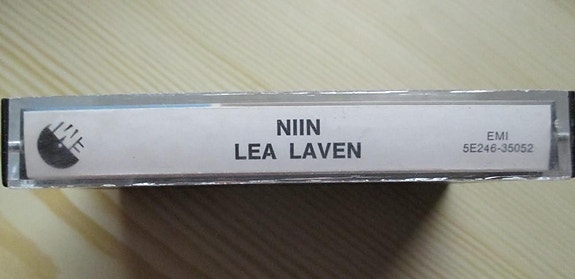 NIIN
LEA LAVEN
EMI
5E246-35052